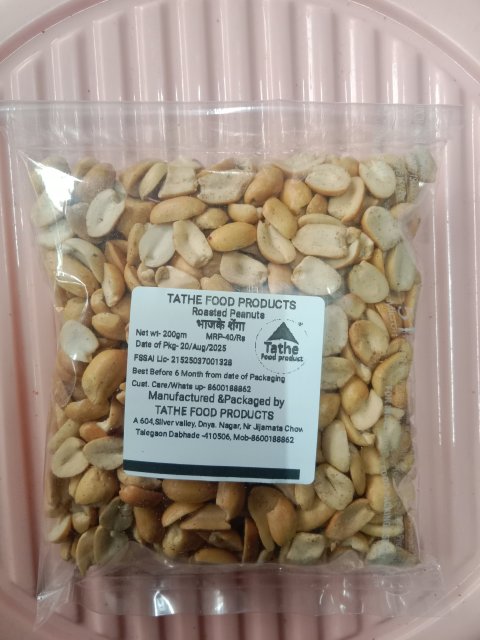 TATHE FOOD PRODUCTS
Roasted Peanuts
भाजके शेंगा
Net wt- 200gm MRP-40/Rs
Date of Pkg- 20/Aug/2025
FSSAI Lic- 21525037001328
Best Before 6 Month from date of Packaging
Cust. Care/Whats up- 8600188862
Manufactured &Packaged by
TATHE FOOD PRODUCTS
A 604,Silver valley, Dnya. Nagar, Nr Jijamata Chow
Talegaon Dabhade -410506, Mob-8600188862
Tathe
Food product